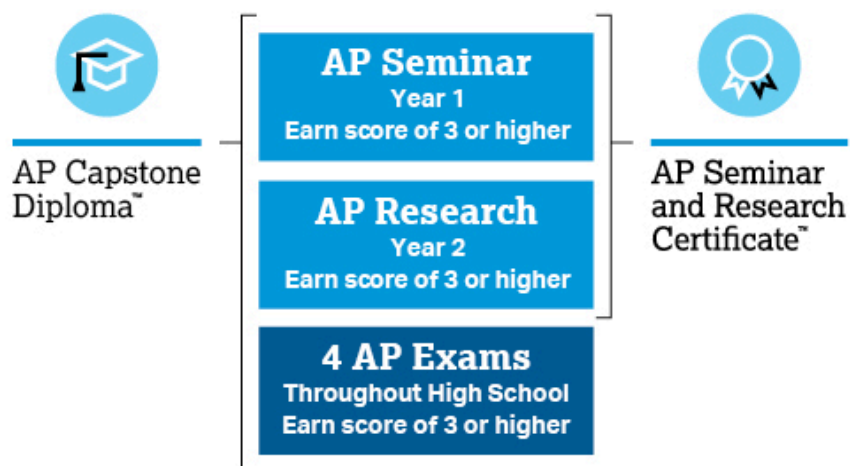 AP Capstone
Diploma™
AP Seminar
Year 1
Earn score of 3 or higher
AP Research
Year 2
Earn score of 3 or higher
4 AP Exams
Throughout High School
Earn score of 3 or higher
AP Seminar
and Research
Certificate™